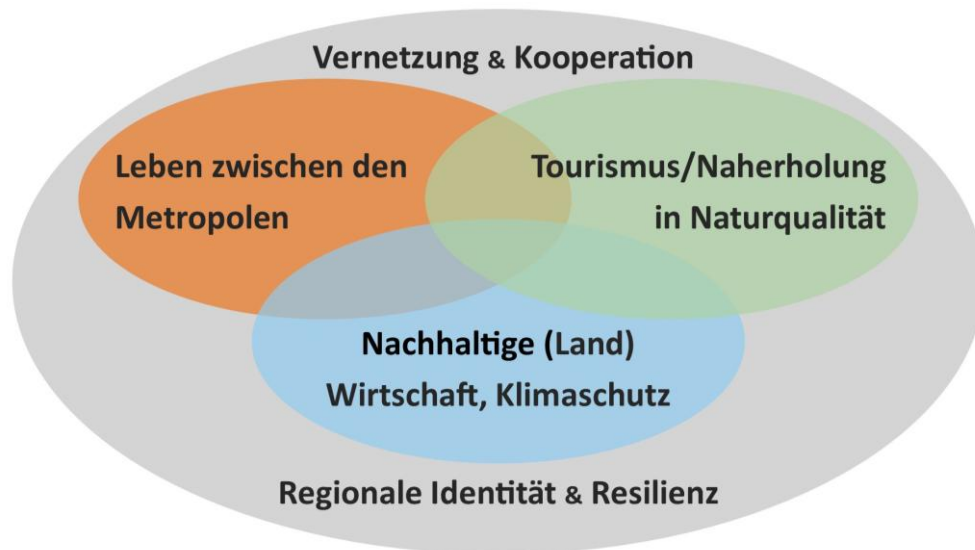 Vernetzung & Kooperation
Leben zwischen den
Metropolen
Tourismus/Naherholung
in Naturqualität
Nachhaltige (Land)
Wirtschaft, Klimaschutz
Regionale Identität & Resilienz